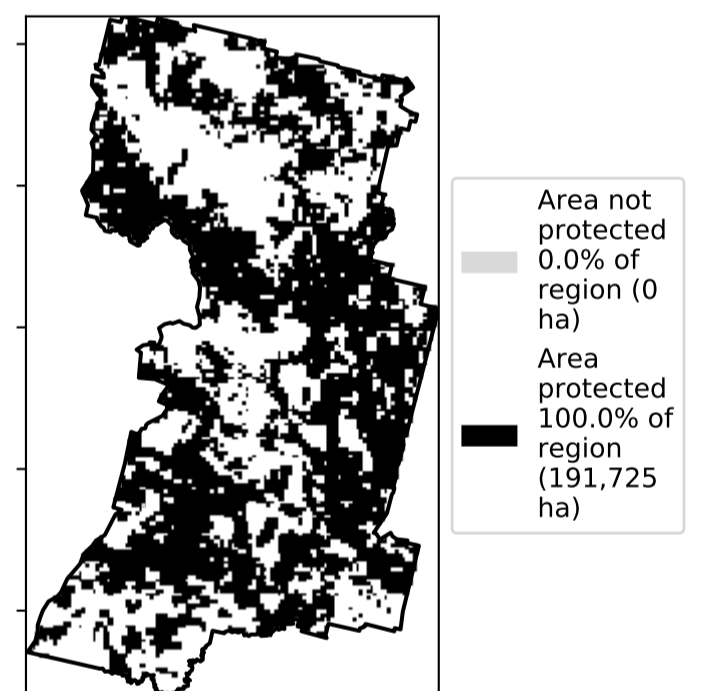 Area not
protected
0.0% of
region (0
ha)
Area
protected
100.0% of
region
(191,725
ha)